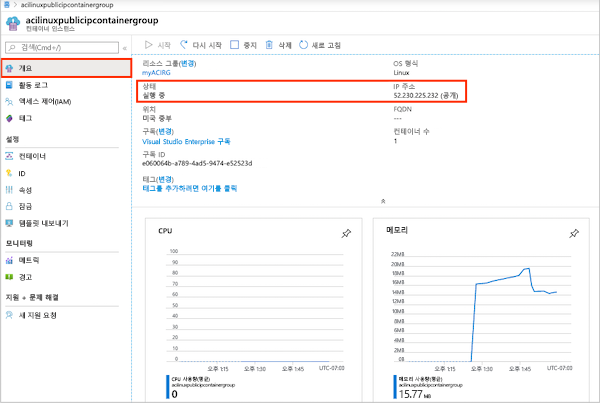 acilinuxpublicipcontainergroup
컨테이너 인스턴스
검색(Cmd+/)
«
시작
다시 시작
중지
삭제
새로 고침
개요
활동 로그
액세스 제어(IAM)
태그
설정
컨테이너
ID
속성
잠금
템플릿 내보내기
모니터링
메트릭
경고
지원 + 문제 해결
새 지원 요청
리소스 그룹(변경)
myACIRG
OS 형식
Linux
상태
실행 중
IP 주소
52.230.225.232 (공개)
위치
미국 중부
FQDN
---
구독(변경)
Visual Studio Enterprise 구독
컨테이너 수
1
구독 ID
e060064b-a789-4ad5-9474-e52523d
태그(변경)
태그를 추가하려면 여기를 클릭
CPU
100
90
80
70
60
50
40
30
20
10
0
오후 1:15
오후 1:30
오후 1:45
UTC-07:00
CPU 사용량(평균)
acilinuxpublicipcontainergroup
0
메모리
22MB
20MB
18MB
16MB
14MB
12MB
10MB
8MB
6MB
4MB
2MB
0B
오후 1:15
오후 1:30
오후 1:45
UTC-07:00
메모리 사용량(평균)
acilinuxpublicipcontainergroup
15.77 MB